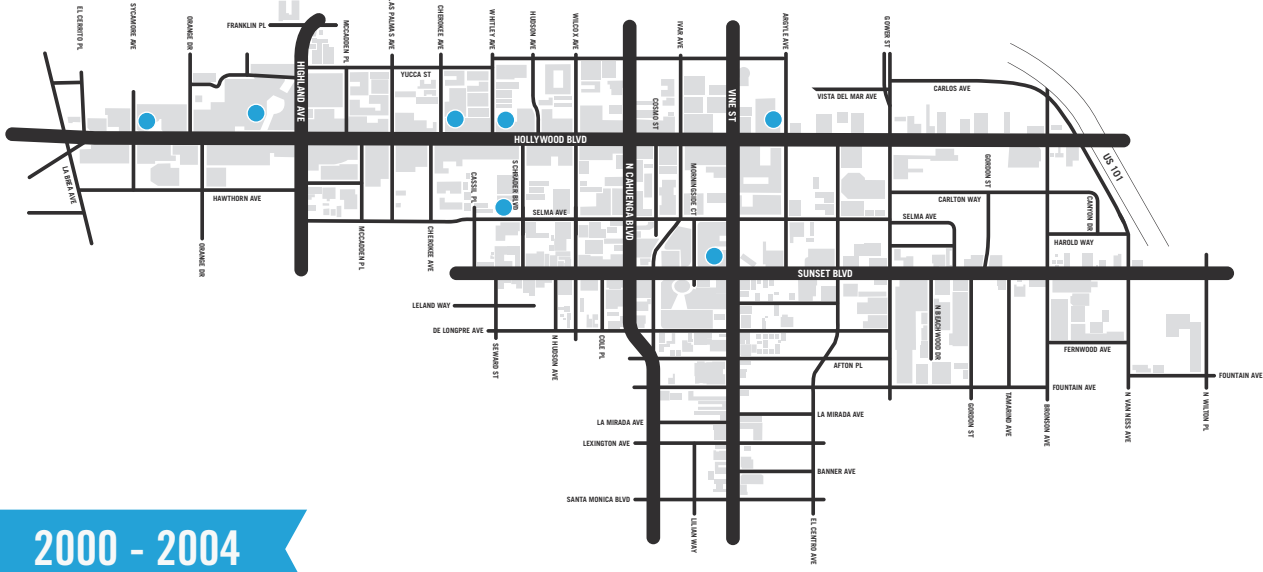 EL CERRITO PL
SYCAMORE AVE
ORANGE DR
FRANKLIN PL
MCCADDEN PL
AS PALMAS AVE
CHERKOEE AVE
WHITLEY AVE
HUDSON AVE
WILCOX AVE
IVAR AVE
ARGYLE AVE
GOWER ST
YUCCA ST
HIGHLAND AVE
COSMO ST
VINE ST
VISTA DEL MAR AVE
CARLOS AVE
US 101
HOLLYWOOD BLVD
LA BREA AVE
HAWTHORN AVE
CASSIL PL
S CHRADER BLVD
N CAHUENGA BLVD
MORNINGSIDE CT
GORDON ST
CARLTON WAY
CANYON DR
SELMA AVE
SELMA AVE
HAROLD WAY
ORANGE DR
MCCADDEN PL
CHEROKEE AVE
SUNSET BLVD
LELAND WAY
DE LONGPRE AVE
SEWARD ST
N HUDSON AVE
COLE PL
N BEACHWOOD DR
FERNWOOD AVE
AFTON PL
FOUNTAIN AVE
FOUNTAIN AVE
GORDON ST
TAMARIND AVE
BRONSON AVE
N VAN NESS AVE
N WILTON PL
LA MIRADA AVE
LA MIRADA AVE
LEXINGTON AVE
BANNER AVE
SANTA MONICA BLVD
LILIAN WAY
EL CENTRO AVE
2000 - 2004